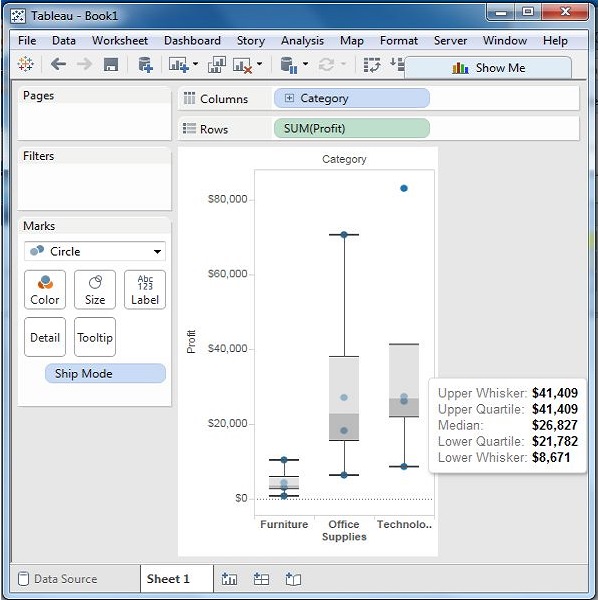 Tableau - Book1
File Data Worksheet Dashboard Story Analysis Map Format Server Window Help
Show Me
Pages
Columns Category
Rows SUM(Profit)
Filters
Marks
Circle
Color Size Abc 123 Label
Detail Tooltip
Ship Mode
Category
$80,000
$60,000
$40,000
$20,000
$0
Profit
Furniture Office Supplies Technolo..
Upper Whisker: $41,409
Upper Quartile: $41,409
Median: $26,827
Lower Quartile: $21,782
Lower Whisker: $8,671
Data Source Sheet 1